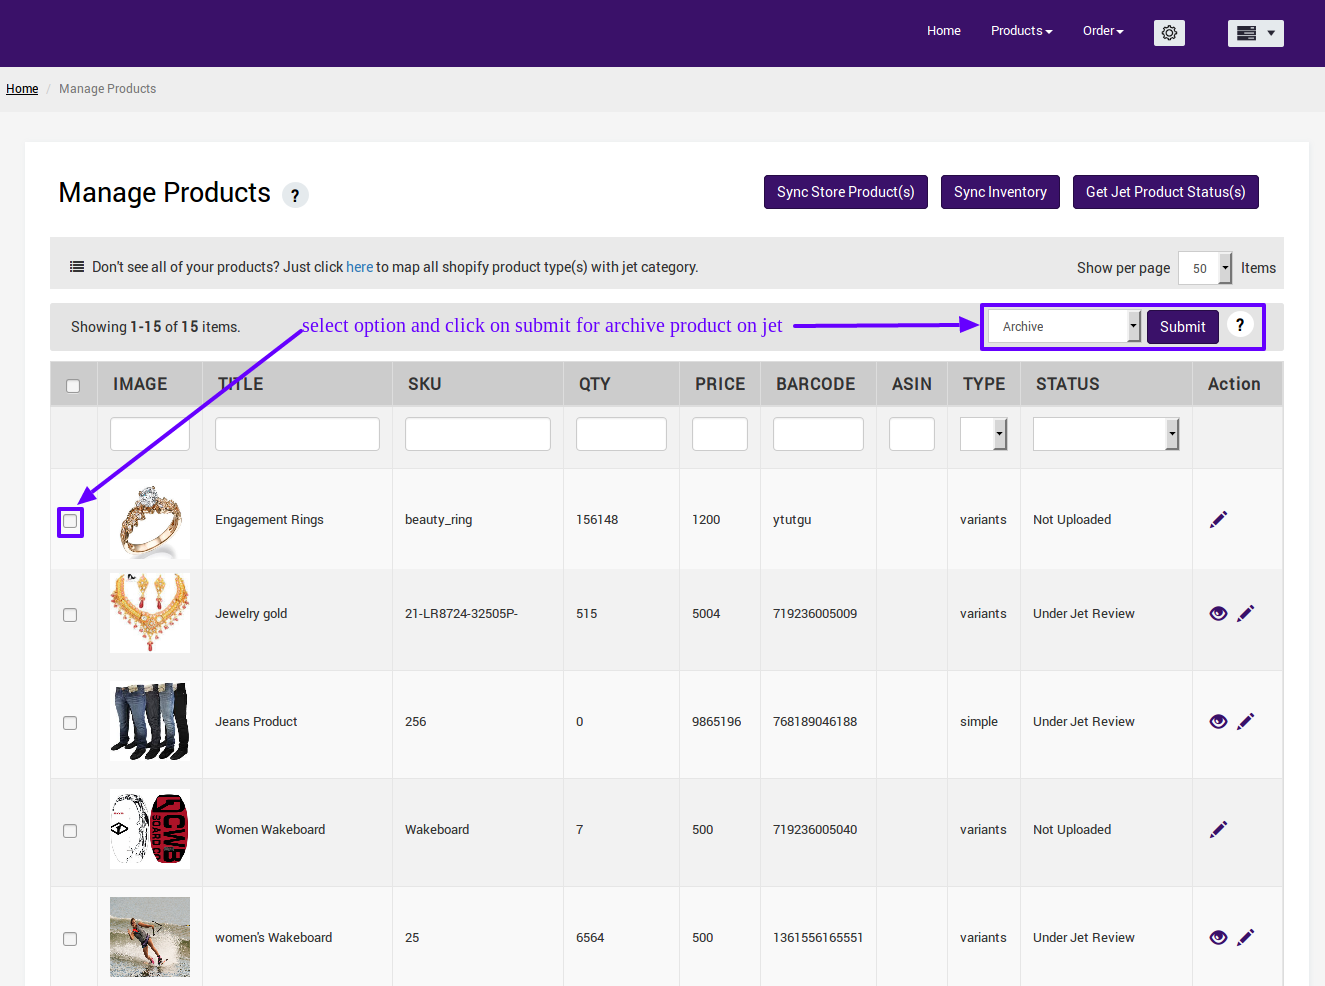 Home Products Order
Home / Manage Products
Manage Products ? Sync Store Product(s) Sync Inventory Get Jet Product Status(s)
Don't see all of your products? Just click here to map all shopify product type(s) with jet category. Show per page 50 Items
Showing 1-15 of 15 items. select option and click on submit for archive product on jet Archive Submit ?
IMAGE TITLE SKU QTY PRICE BARCODE ASIN TYPE STATUS Action
Engagement Rings beauty_ring 156148 1200 ytutgu variants Not Uploaded
Jewelry gold 21-LR8724-32505P- 515 5004 719236005009 variants Under Jet Review
Jeans Product 256 0 9865196 768189046188 simple Under Jet Review
CWB
BOARD CO
Women Wakeboard Wakeboard 7 500 719236005040 variants Not Uploaded
women's Wakeboard 25 6564 500 1361556165551 variants Under Jet Review